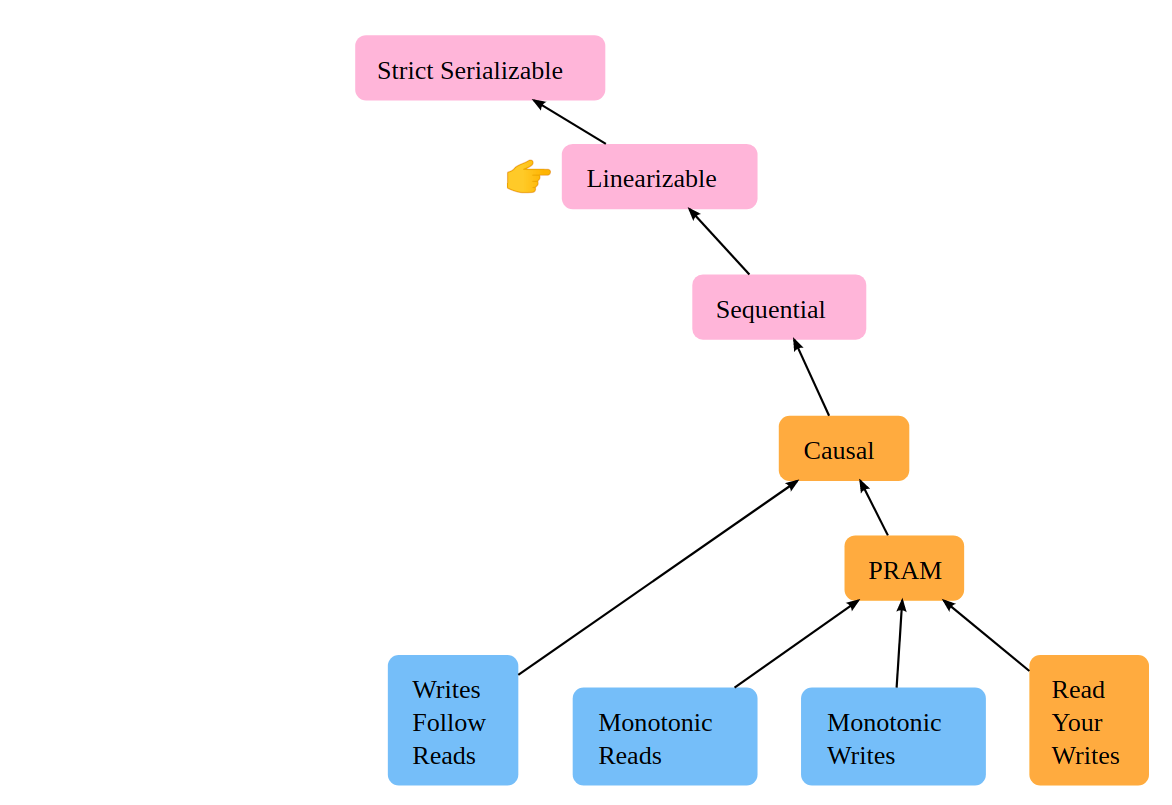 Strict Serializable
Linearizable
Sequential
Causal
PRAM
Writes
Follow
Reads
Monotonic
Reads
Monotonic
Writes
Read
Your
Writes